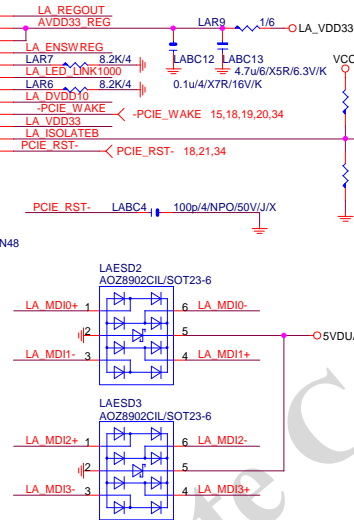 LA_REGOUT
AVDD33_REG
LAR9 1/6
LA_VDD33
LA_ENSWREG
LAR7 8.2K/4
LABC12
LABC13
VCC
LA_LED_LINK1000
4.7u/6/X5R/6.3V/K
LAR6 8.2K/4
0.1u/4/X7R/16V/K
LA_DVDD10
-PCIE_WAKE
-PCIE_WAKE 15,18,19,20,34
LA_VDD33
LA_ISOLATEB
PCIE_RST-
PCIE_RST- 18,21,34
PCIE_RST- LABC4 100p/4/NPO/50V/J/X
N48
LAESD2
AOZ8902CIL/SOT23-6
LA_MDI0+ 1 6 LA_MDI0-
2 5
5VDU
LA_MDI1- 3 4 LA_MDI1+
LAESD3
AOZ8902CIL/SOT23-6
LA_MDI2+ 1 6 LA_MDI2-
2 5
LA_MDI3- 3 4 LA_MDI3+
te C